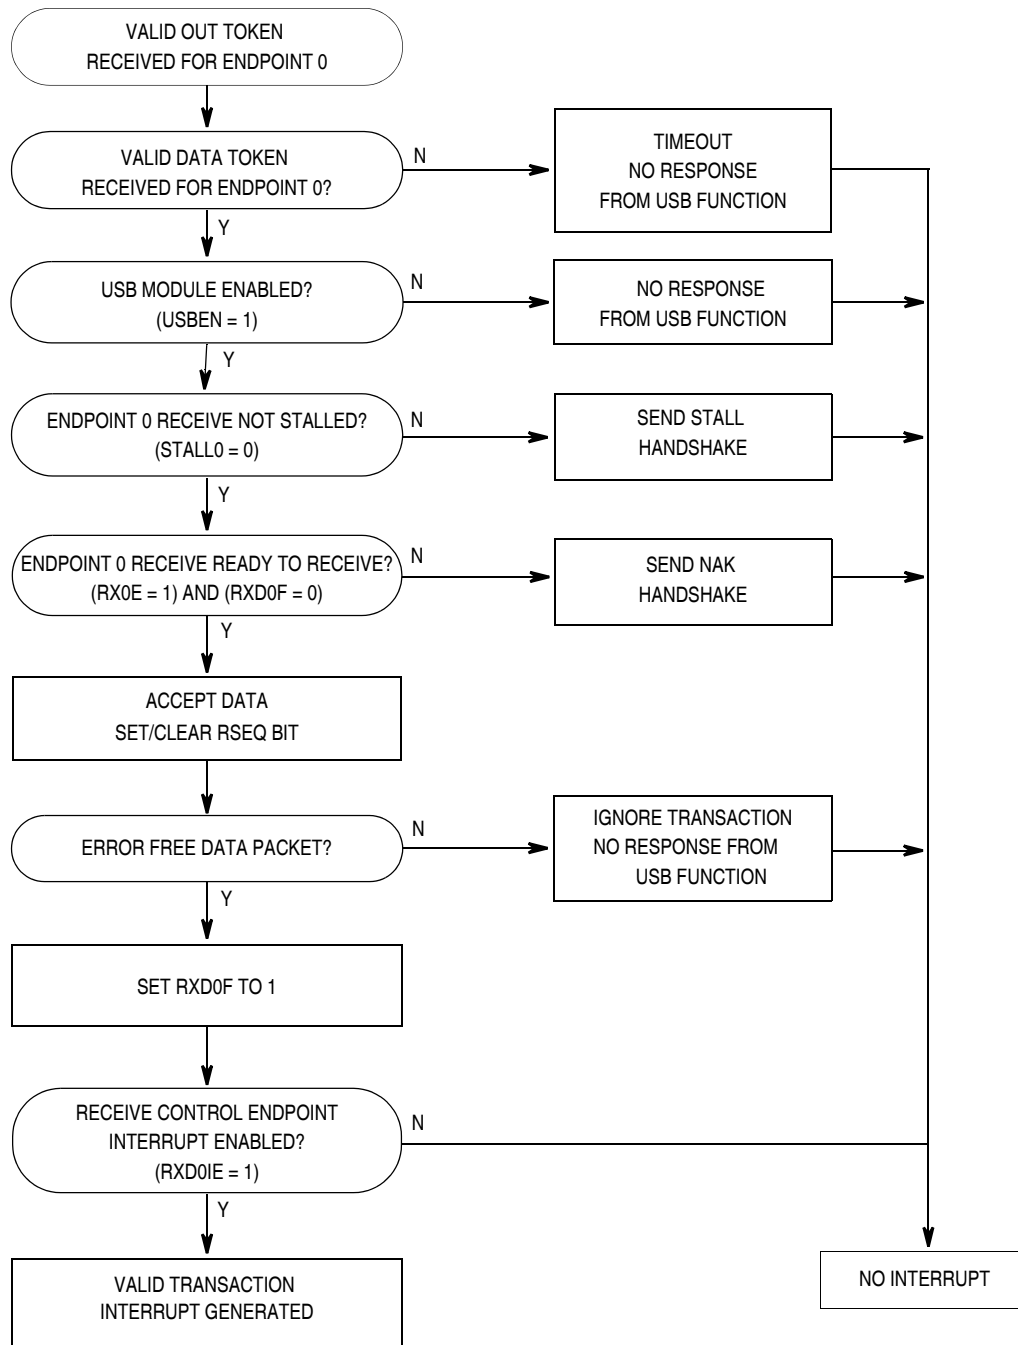 VALID OUT TOKEN
RECEIVED FOR ENDPOINT 0
VALID DATA TOKEN
RECEIVED FOR ENDPOINT 0?
N
TIMEOUT
NO RESPONSE
FROM USB FUNCTION
Y
USB MODULE ENABLED?
(USBEN = 1)
N
NO RESPONSE
FROM USB FUNCTION
Y
ENDPOINT 0 RECEIVE NOT STALLED?
(STALL0 = 0)
N
SEND STALL
HANDSHAKE
Y
ENDPOINT 0 RECEIVE READY TO RECEIVE?
(RX0E = 1) AND (RXD0F = 0)
N
SEND NAK
HANDSHAKE
Y
ACCEPT DATA
SET/CLEAR RSEQ BIT
ERROR FREE DATA PACKET?
N
IGNORE TRANSACTION
NO RESPONSE FROM
USB FUNCTION
Y
SET RXD0F TO 1
RECEIVE CONTROL ENDPOINT
INTERRUPT ENABLED?
(RXD0IE = 1)
N
Y
VALID TRANSACTION
INTERRUPT GENERATED
NO INTERRUPT